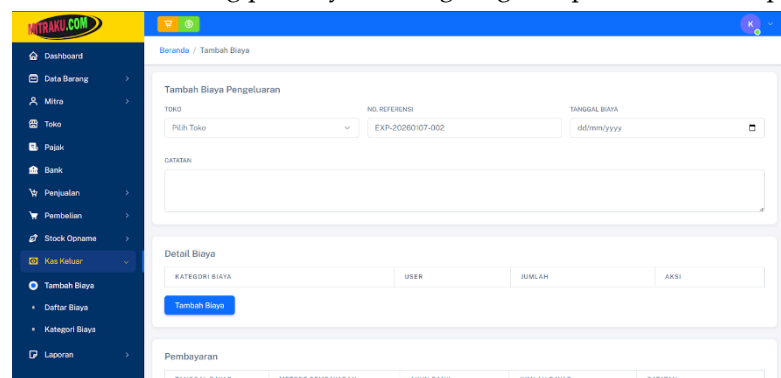 MITRAKU.COM
K
Dashboard
Data Barang
Mitra
Toko
Pajak
Bank
Penjualan
Pembelian
Stock Opname
Kas Keluar
Tambah Biaya
Daftar Biaya
Kategori Biaya
Laporan
Beranda / Tambah Biaya
Tambah Biaya Pengeluaran
TOKO NO. REFERENSI TANGGAL BIAYA
Pilih Toko EXP-20260107-002 dd/mm/yyyy
CATATAN
Detail Biaya
KATEGORI BIAYA USER JUMLAH AKSI
Tambah Biaya
Pembayaran